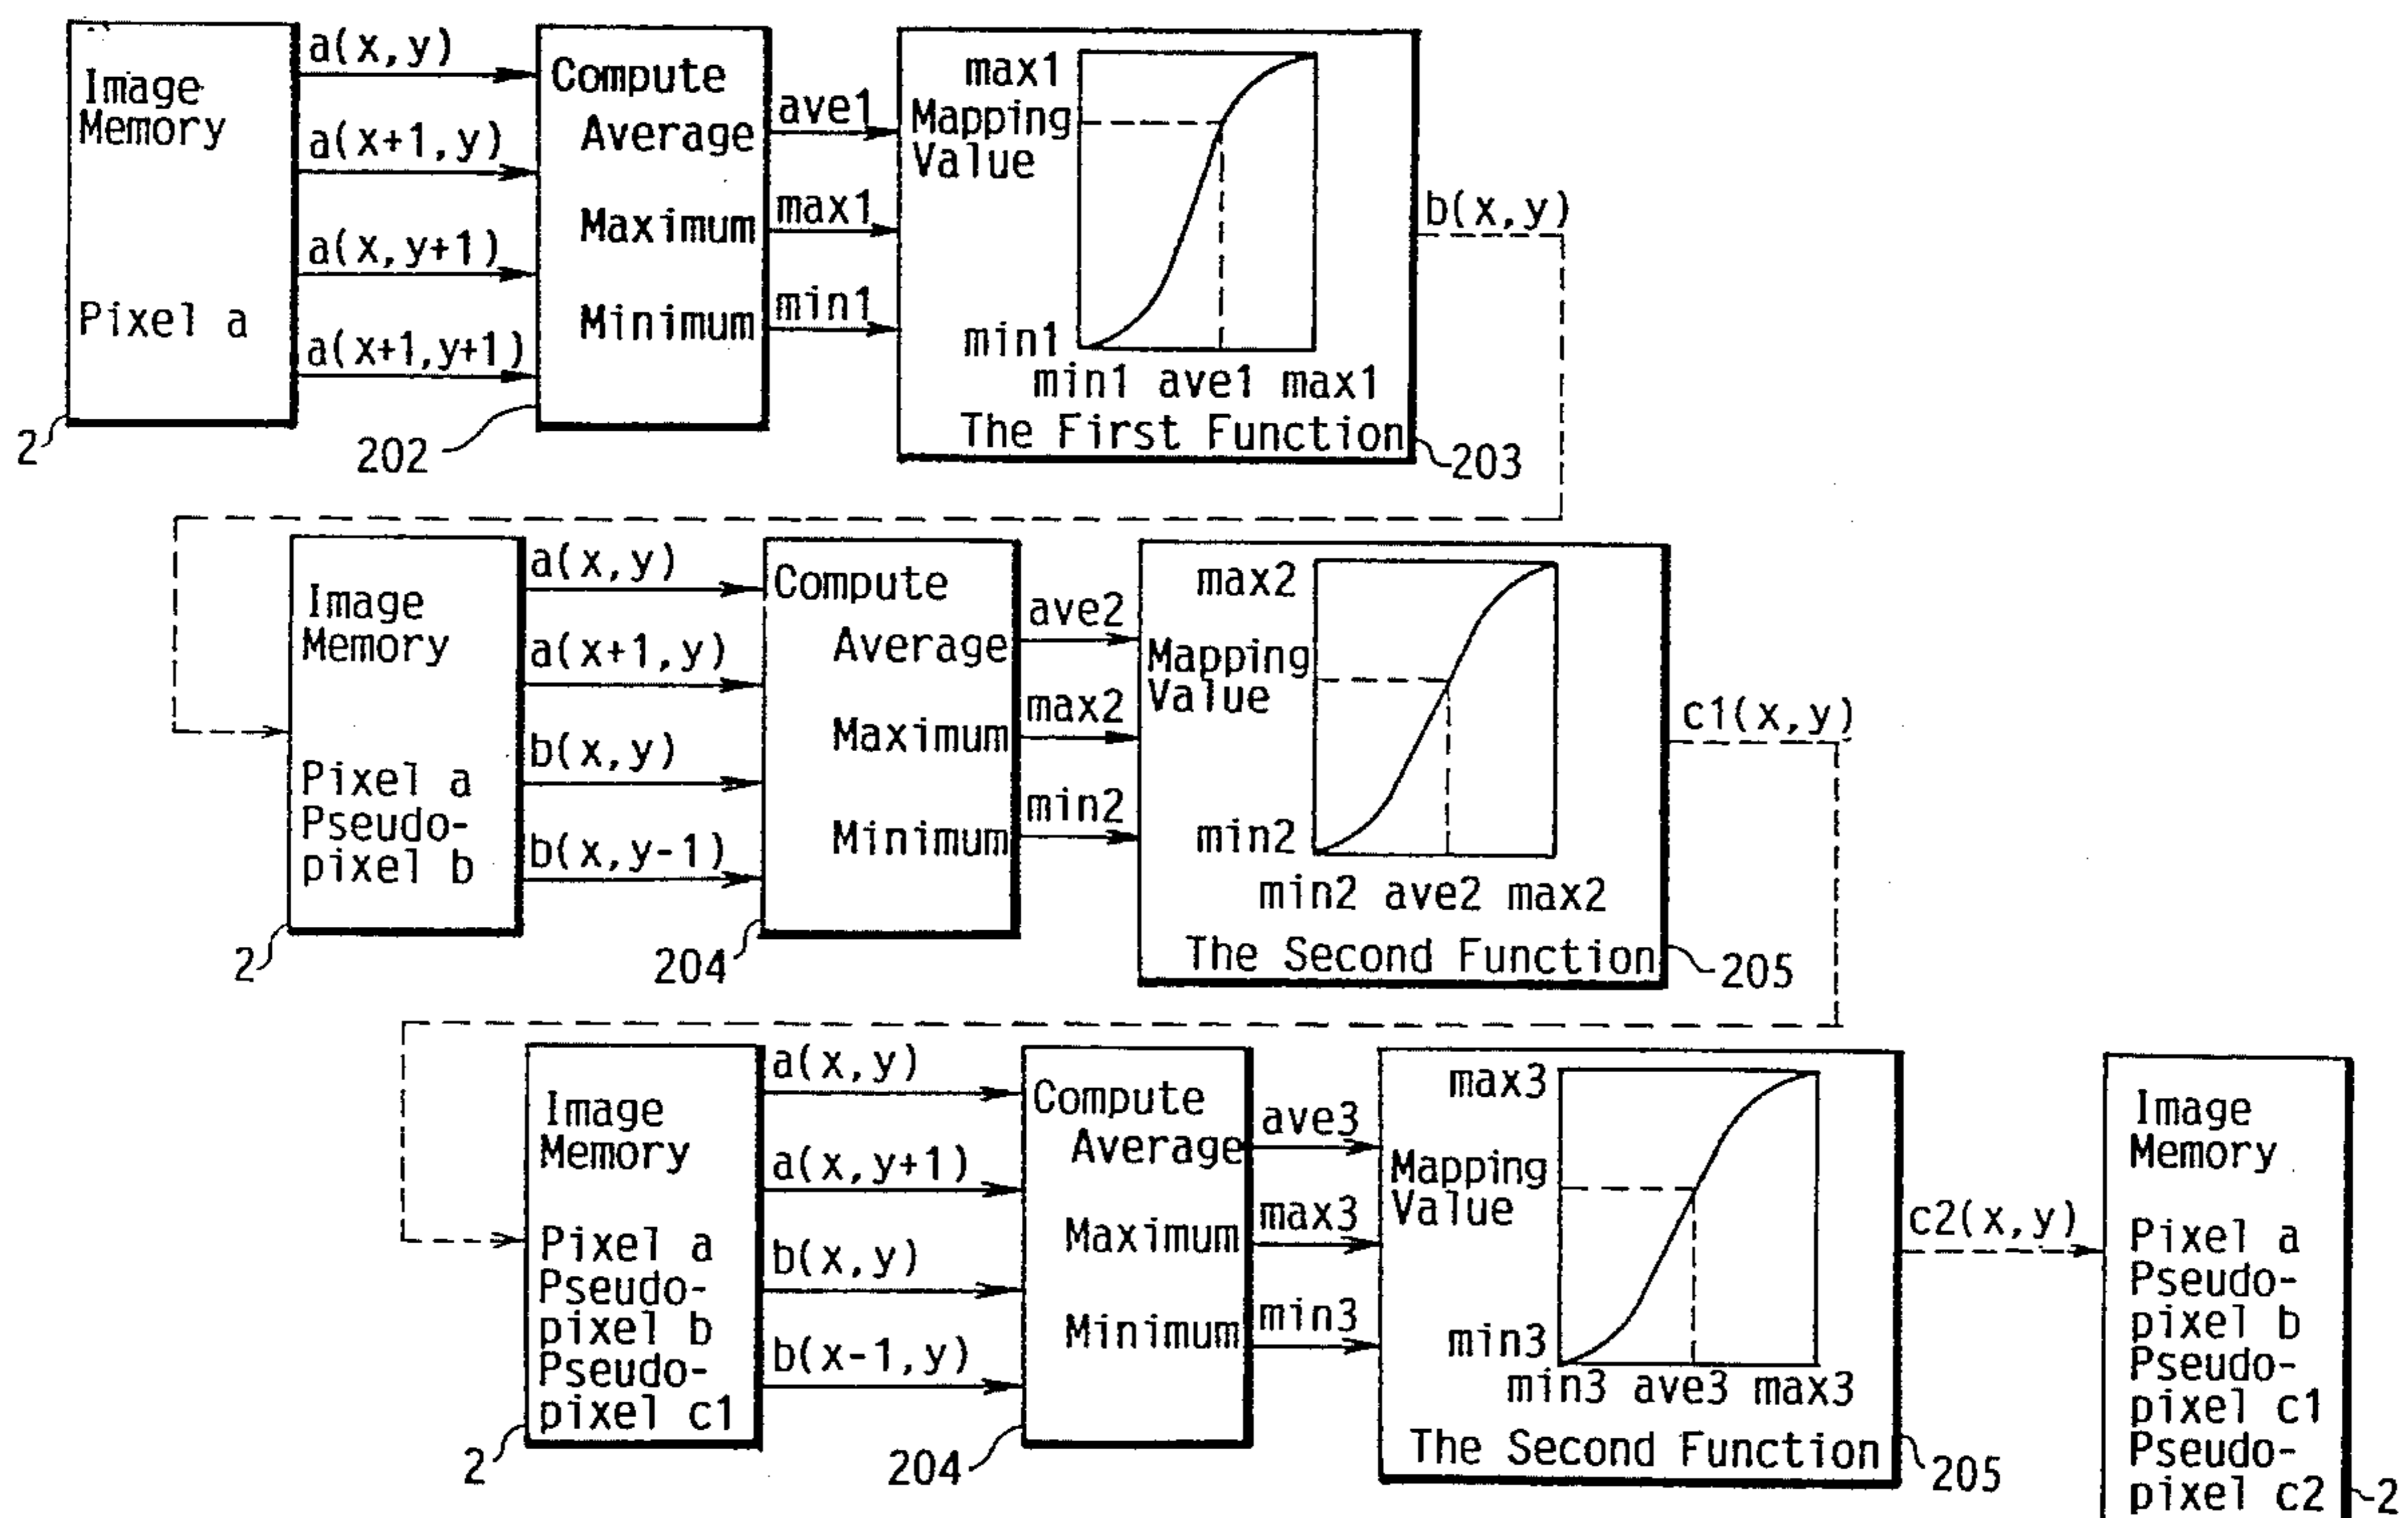 Image
Memory
Pixel a
2
a(x,y)
a(x+1,y)
a(x,y+1)
a(x+1,y+1)
Compute
Average
Maximum
Minimum
202
ave1
max1
min1
max1
Mapping
Value
min1
min1 ave1 max1
The First Function
203
b(x,y)
Image
Memory
Pixel a
Pseudo-
pixel b
2
a(x,y)
a(x+1,y)
b(x,y)
b(x,y-1)
Compute
Average
Maximum
Minimum
204
ave2
max2
min2
max2
Mapping
Value
min2
min2 ave2 max2
The Second Function
205
c1(x,y)
Image
Memory
Pixel a
Pseudo-
pixel b
Pseudo-
pixel c1
2
a(x,y)
a(x,y+1)
b(x,y)
b(x-1,y)
Compute
Average
Maximum
Minimum
204
ave3
max3
min3
max3
Mapping
Value
min3
min3 ave3 max3
The Second Function
205
c2(x,y)
Image
Memory
Pixel a
Pseudo-
pixel b
Pseudo-
pixel c1
Pseudo-
pixel c2
2